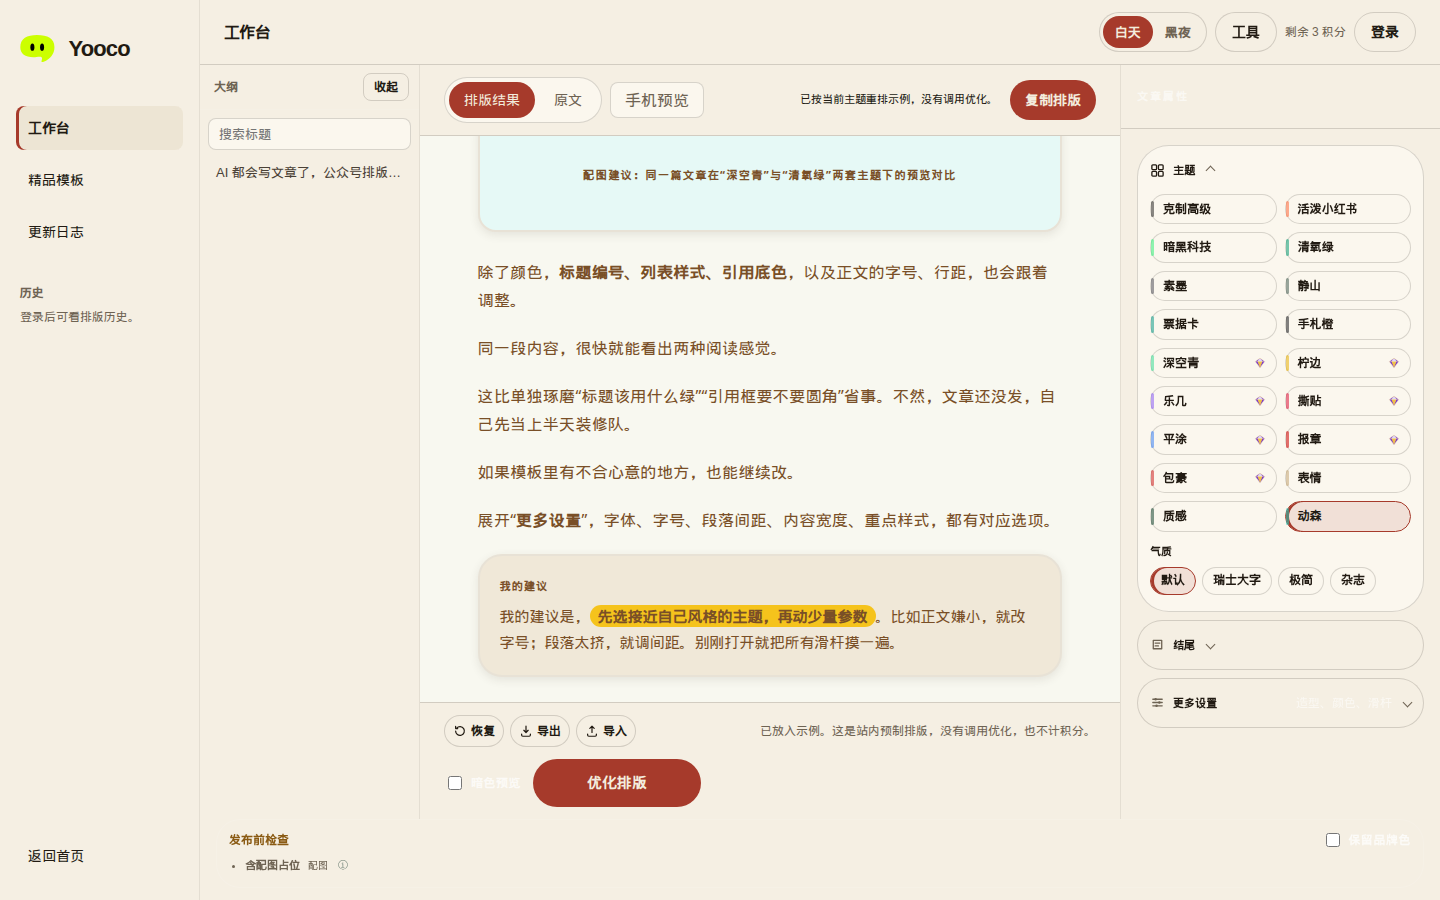 Yooco
工作台
精品模板
更新日志
历史
登录后可看排版历史。
返回首页
工作台
白天 黑夜 工具 剩余 3 积分 登录
大纲 收起
搜索标题
AI 都会写文章了，公众号排版…
排版结果 原文 手机预览 已按当前主题重排示例，没有调用优化。 复制排版
配图建议：同一篇文章在“深空青”与“清氧绿”两套主题下的预览对比
除了颜色，标题编号、列表样式、引用底色，以及正文的字号、行距，也会跟着
调整。
同一段内容，很快就能看出两种阅读感觉。
这比单独琢磨“标题该用什么绿”“引用框要不要圆角”省事。不然，文章还没发，自
己先当上半天装修队。
如果模板里有不合心意的地方，也能继续改。
展开“更多设置”，字体、字号、段落间距、内容宽度、重点样式，都有对应选项。
我的建议
我的建议是，先选接近自己风格的主题，再动少量参数。比如正文嫌小，就改
字号；段落太挤，就调间距。别刚打开就把所有滑杆摸一遍。
恢复 导出 导入 已放入示例。这是站内预制排版，没有调用优化，也不计积分。
暗色预览 优化排版
发布前检查
含配图占位 配图
保留品牌色
文章属性
主题
克制高级 活泼小红书
暗黑科技 清氧绿
素墨 静山
票据卡 手札橙
深空青 柠边
乐几 撕贴
平涂 报章
包豪 表情
质感 动森
气质
默认 瑞士大字 极简 杂志
结尾
更多设置